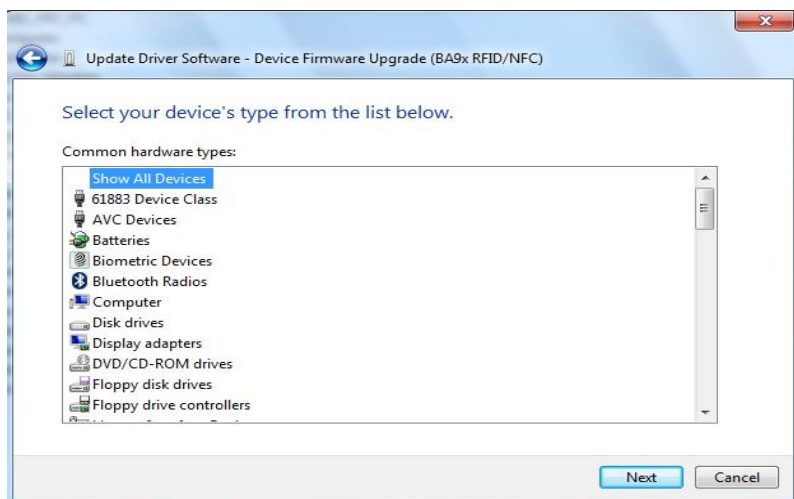 Update Driver Software - Device Firmware Upgrade (BA9x RFID/NFC)
Select your device's type from the list below.
Common hardware types:
Show All Devices
61883 Device Class
AVC Devices
Batteries
Biometric Devices
Bluetooth Radios
Computer
Disk drives
Display adapters
DVD/CD-ROM drives
Floppy disk drives
Floppy drive controllers
Next
Cancel